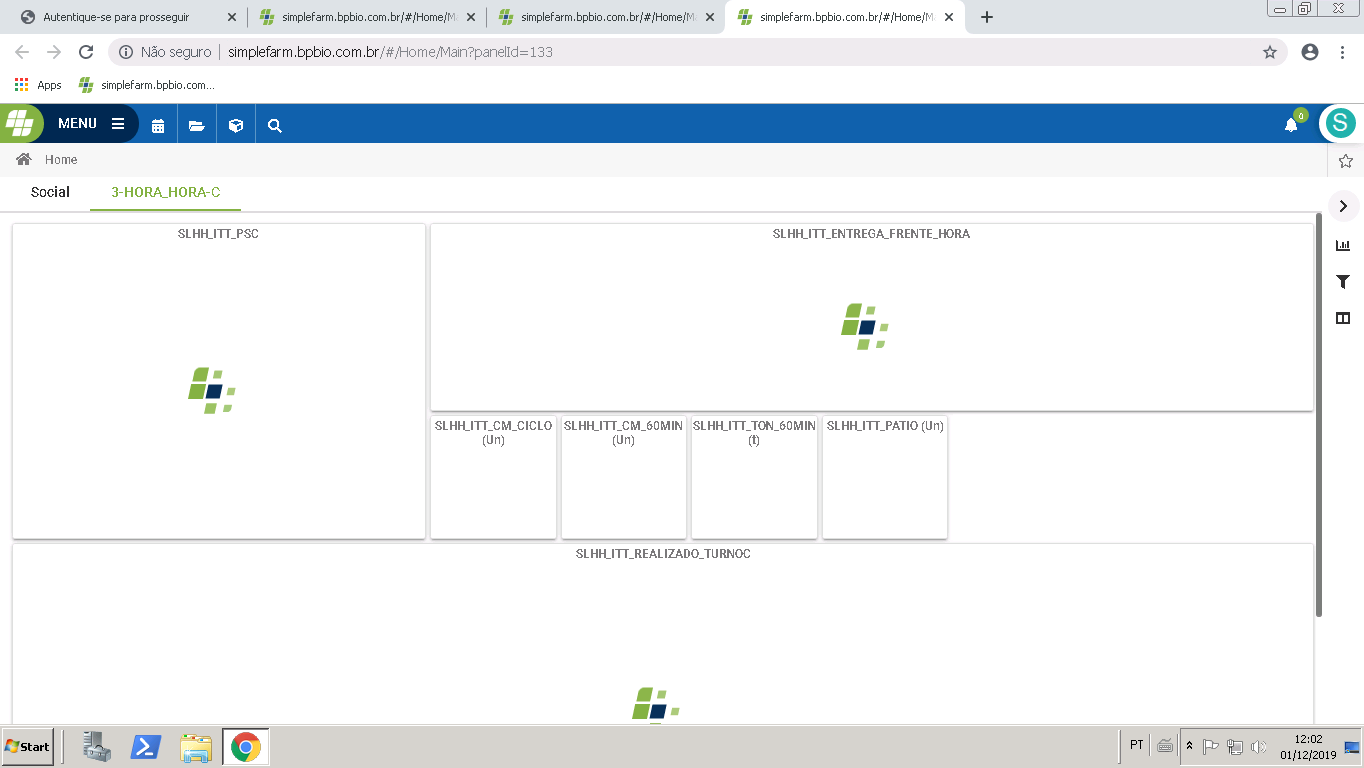 Autentique-se para prosseguir
simplefarm.bpbio.com.br/#/Home/M
simplefarm.bpbio.com.br/#/Home/M
simplefarm.bpbio.com.br/#/Home/M
Não seguro | simplefarm.bpbio.com.br/#/Home/Main?panelId=133
Apps
simplefarm.bpbio.com...
MENU
0
S
Home
Social
3-HORA_HORA-C
SLHH_ITT_PSC
SLHH_ITT_ENTREGA_FRENTE_HORA
SLHH_ITT_CM_CICLO
(Un)
SLHH_ITT_CM_60MIN
(Un)
SLHH_ITT_TON_60MIN
(t)
SLHH_ITT_PATIO (Un)
SLHH_ITT_REALIZADO_TURNOC
Start
PT
12:02
01/12/2019